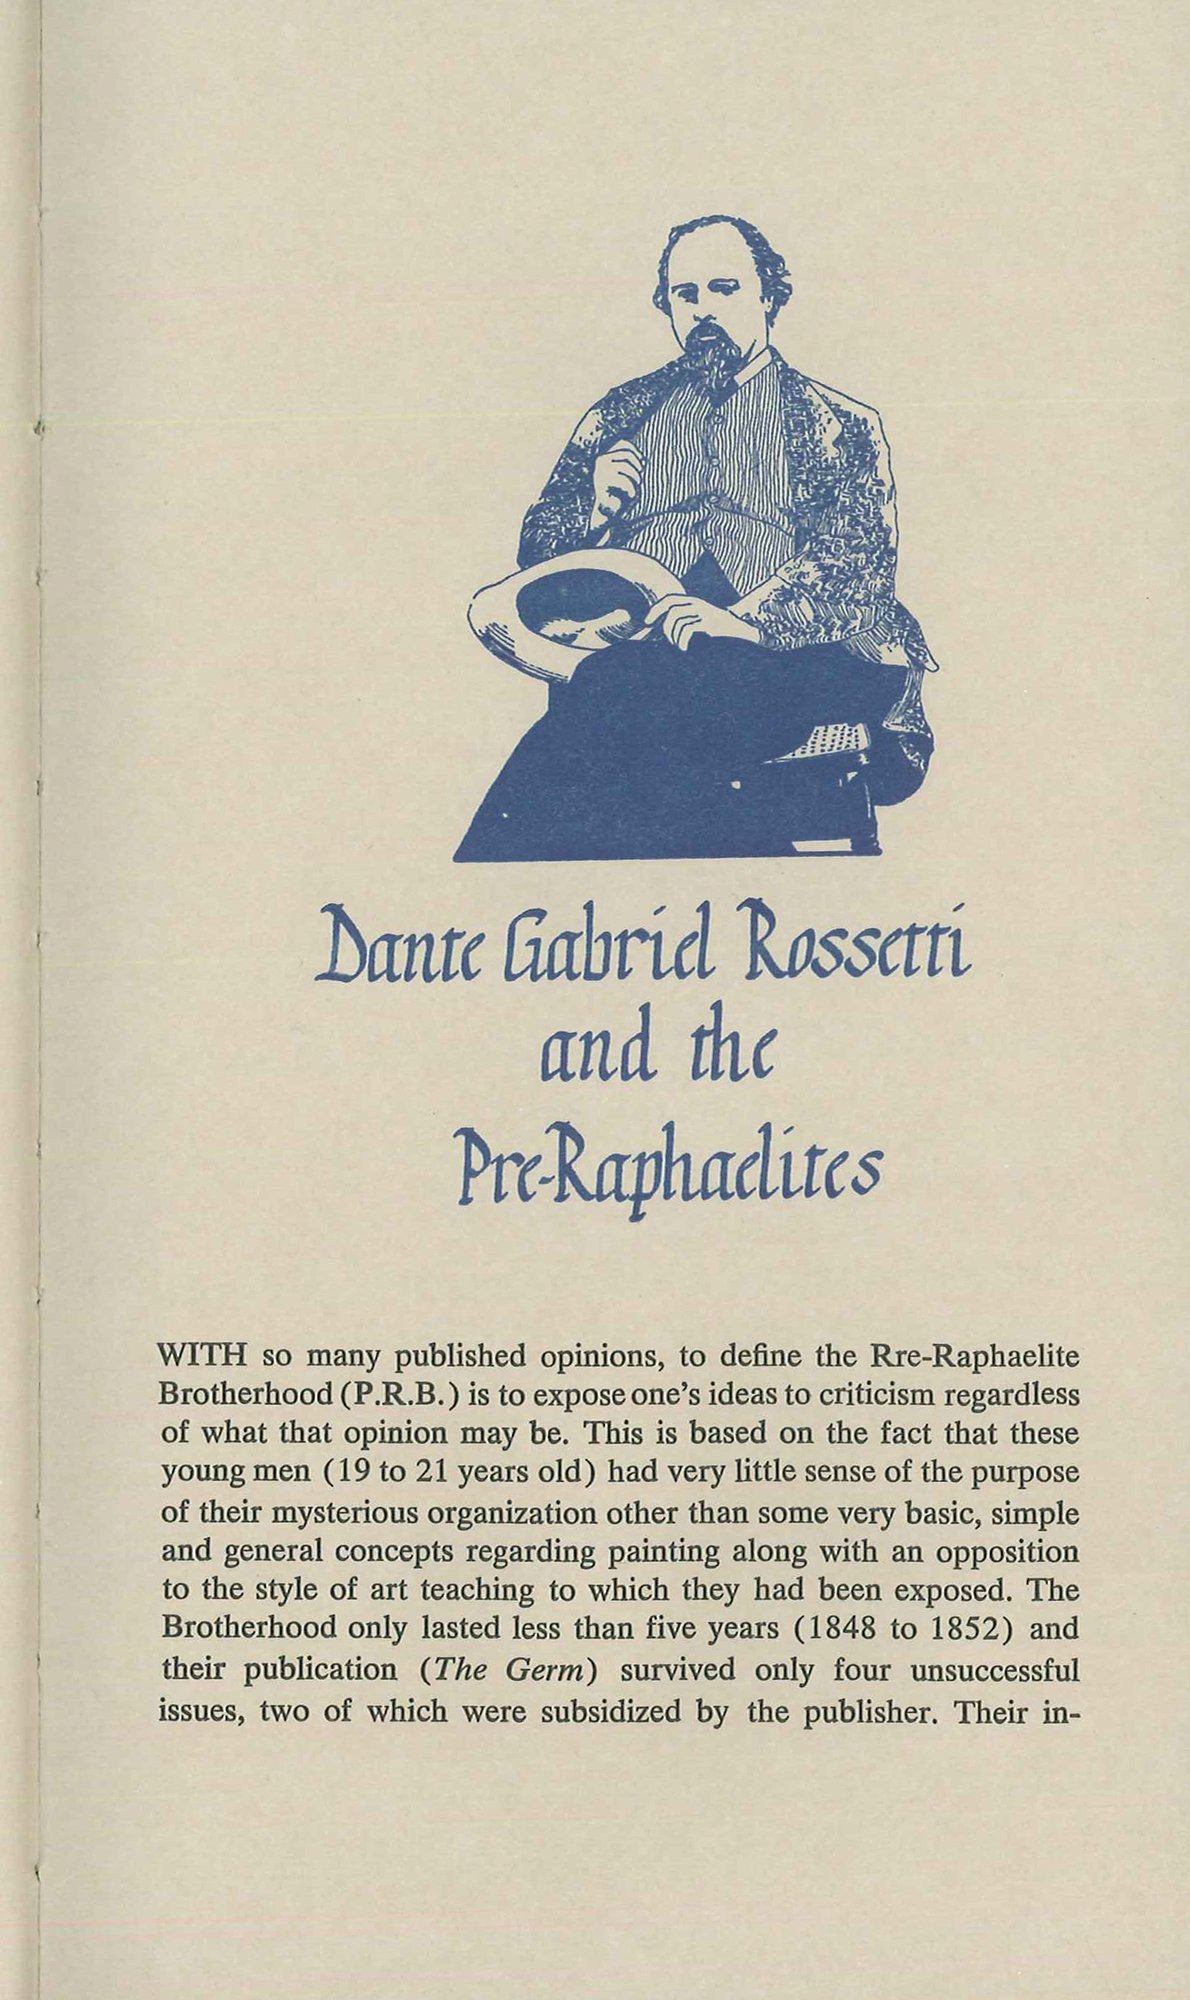 Dante Gabriel Rossetti
and the
Pre-Raphaelites
WITH so many published opinions, to define the Rre-Raphaelite
Brotherhood (P.R.B.) is to expose one's ideas to criticism regardless
of what that opinion may be. This is based on the fact that these
young men (19 to 21 years old) had very little sense of the purpose
of their mysterious organization other than some very basic, simple
and general concepts regarding painting along with an opposition
to the style of art teaching to which they had been exposed. The
Brotherhood only lasted less than five years (1848 to 1852) and
their publication (The Germ) survived only four unsuccessful
issues, two of which were subsidized by the publisher. Their in-